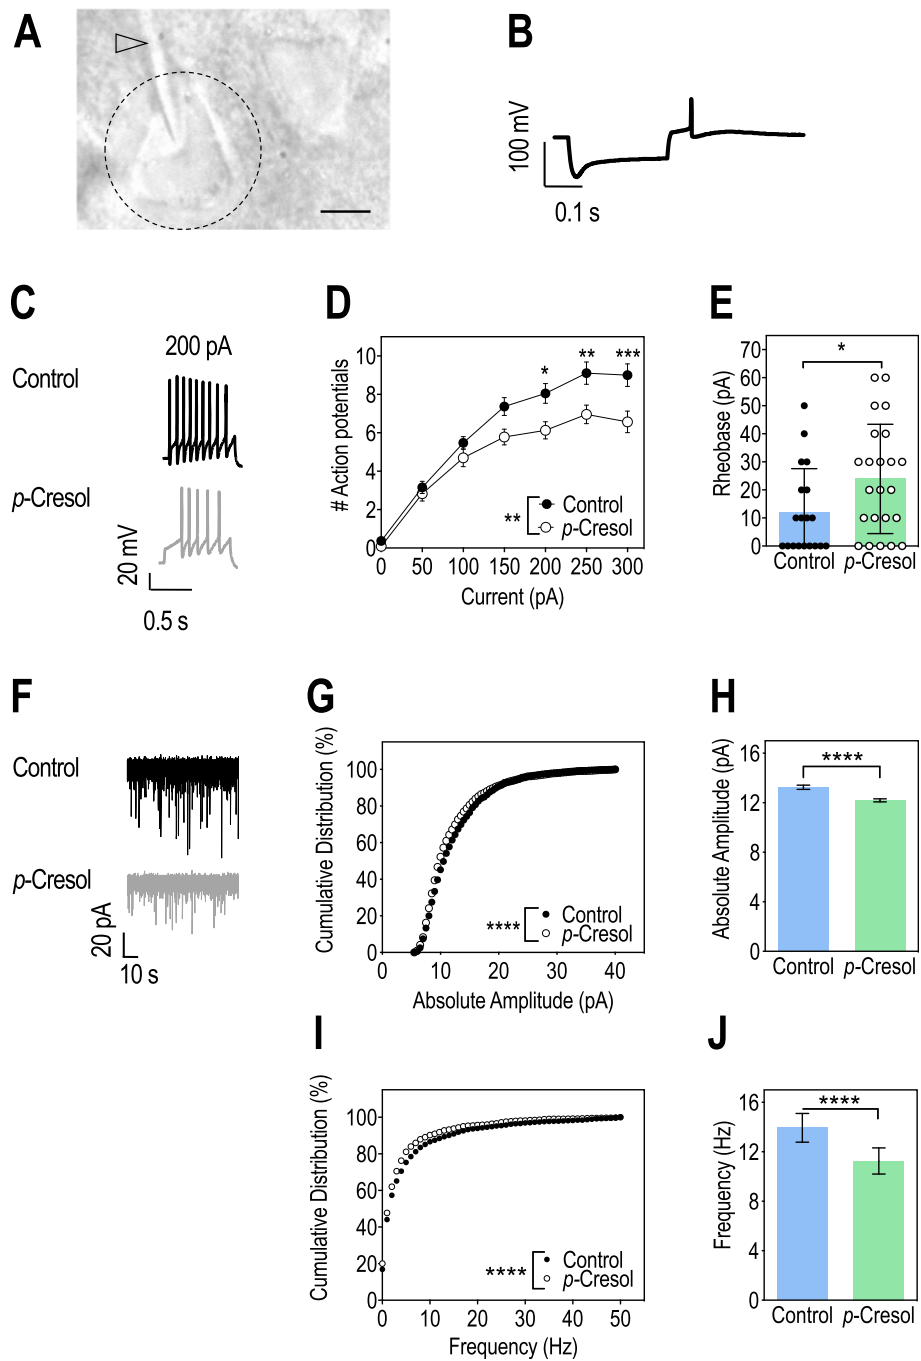 A
B
100 mV
0.1 s
C
200 pA
Control
p-Cresol
20 mV
0.5 s
D
# Action potentials
10
8
6
4
2
0
* ** ***
Control
** 
p-Cresol
0 50 100 150 200 250 300
Current (pA)
E
Rheobase (pA)
70
60
50
40
30
20
10
0
*
Control p-Cresol
F
Control
p-Cresol
20 pA
10 s
G
Cumulative Distribution (%)
100
80
60
40
20
0
Control
****
p-Cresol
0 10 20 30 40
Absolute Amplitude (pA)
H
Absolute Amplitude (pA)
16
12
8
4
0
****
Control p-Cresol
I
Cumulative Distribution (%)
100
80
60
40
20
0
Control
****
p-Cresol
0 10 20 30 40 50
Frequency (Hz)
J
Frequency (Hz)
16
12
8
4
0
****
Control p-Cresol